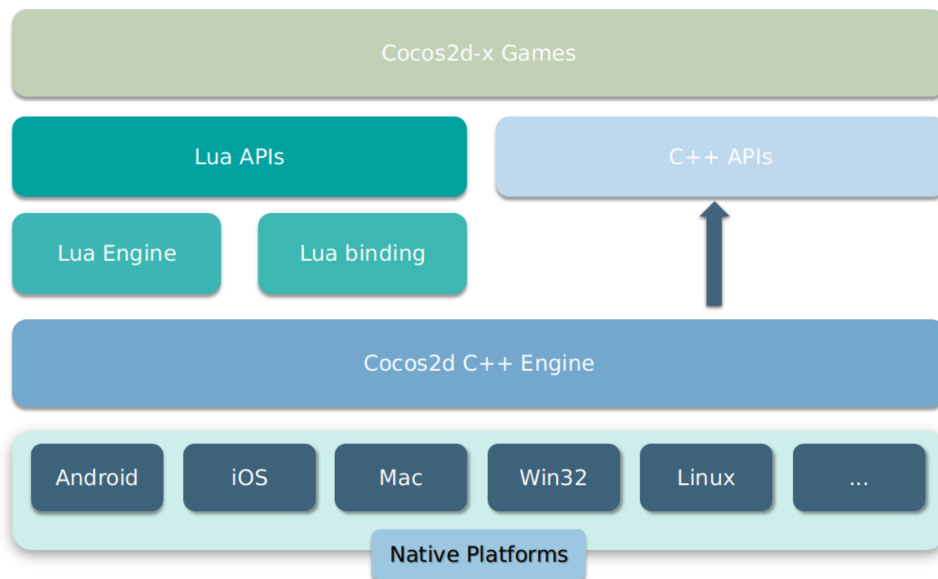 Cocos2d-x Games
Lua APIs
C++ APIs
Lua Engine
Lua binding
Cocos2d C++ Engine
Android
iOS
Mac
Win32
Linux
...
Native Platforms